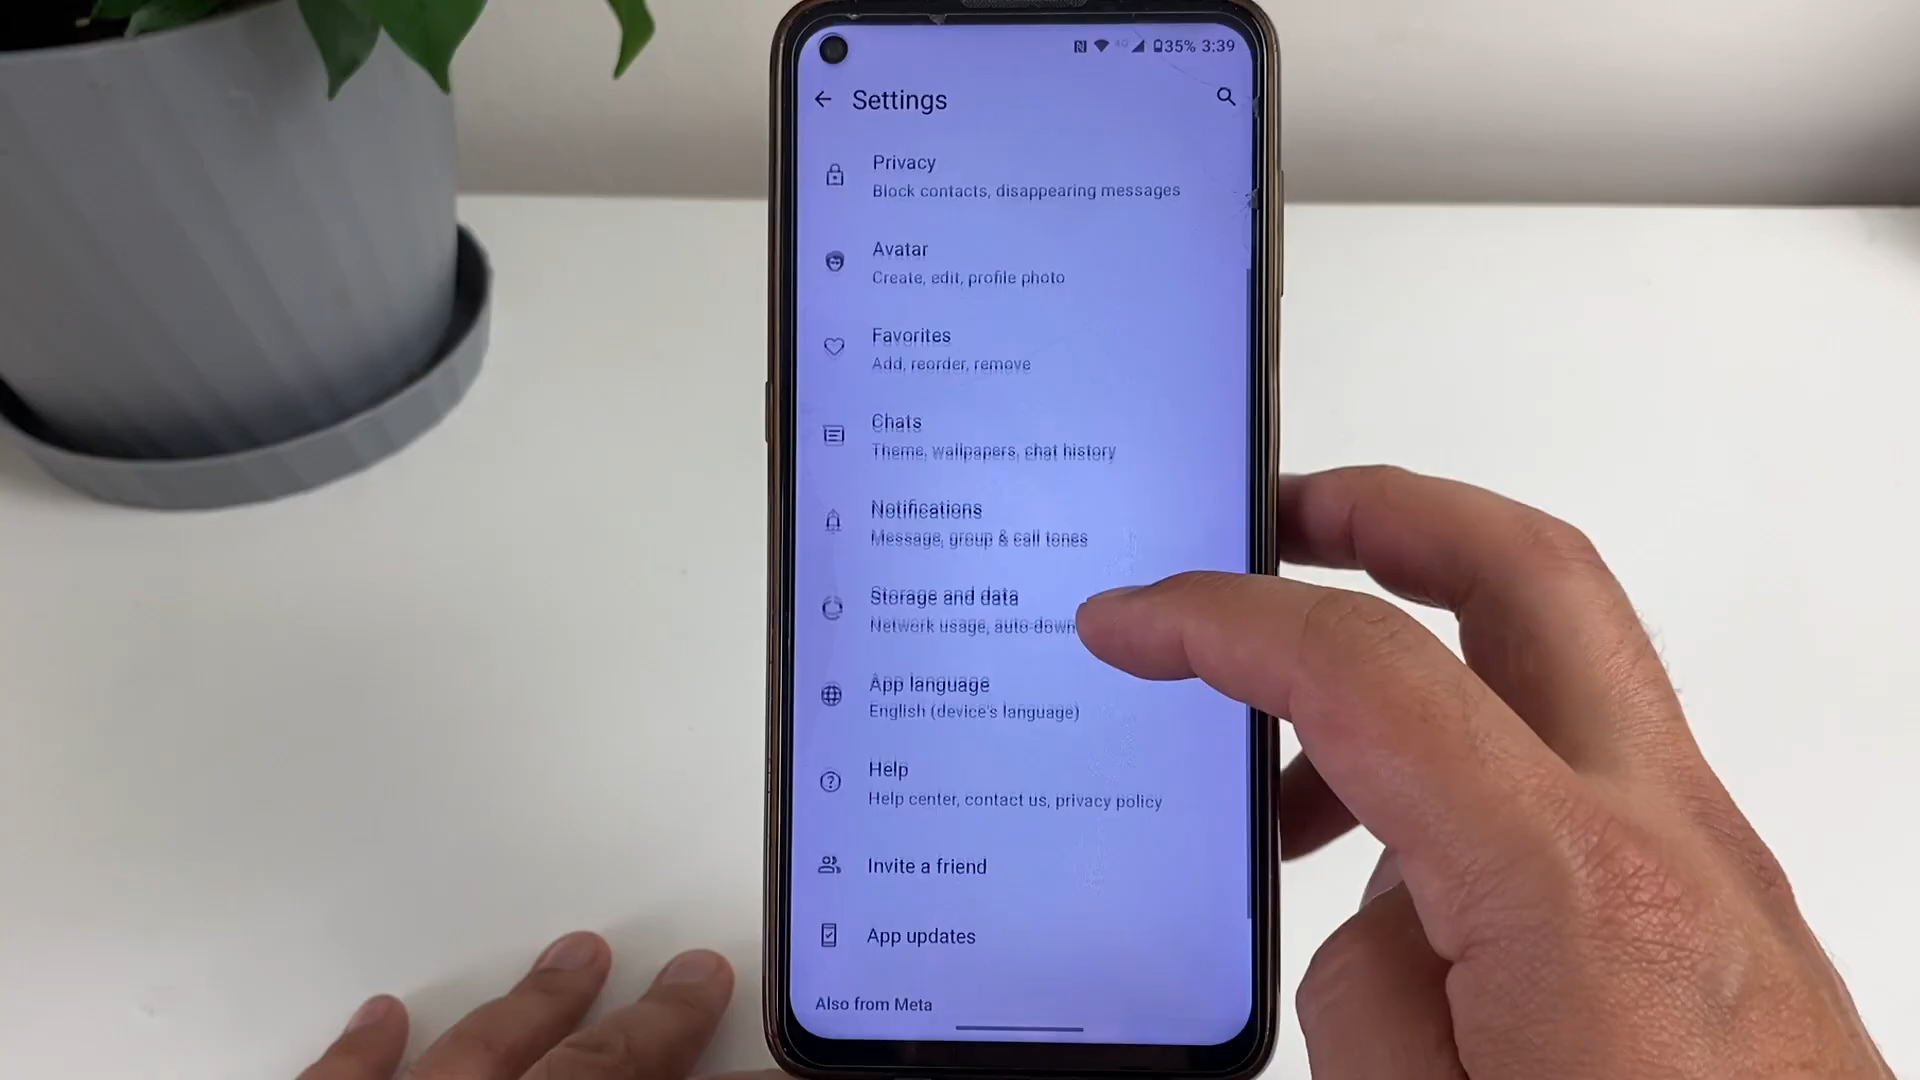 4G 35% 3:39
Settings
Privacy
Block contacts, disappearing messages
Avatar
Create, edit, profile photo
Favorites
Add, reorder, remove
Chats
Theme, wallpapers, chat history
Notifications
Message, group & call tones
Storage and data
Network usage, auto-down
App language
English (device's language)
Help
Help center, contact us, privacy policy
Invite a friend
App updates
Also from Meta